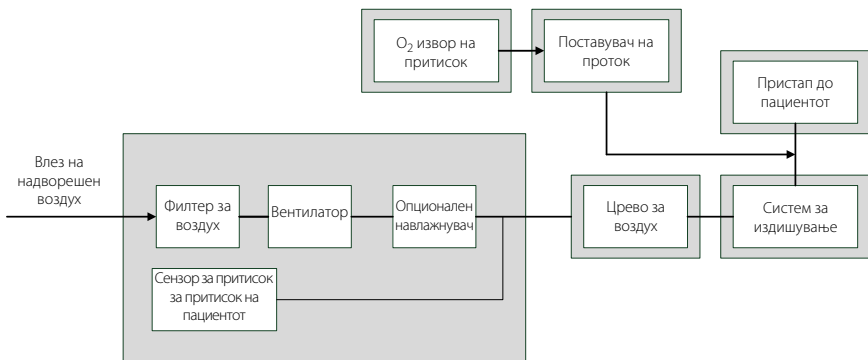 O₂ извор на
притисок
Поставувач на
проток
Пристап до
пациентот
Влез на
надворешен
воздух
Филтер за
воздух
Вентилатор
Опционален
навлажнувач
Црево за
воздух
Систем за
издишување
Сензор за притисок
за притисок на
пациентот